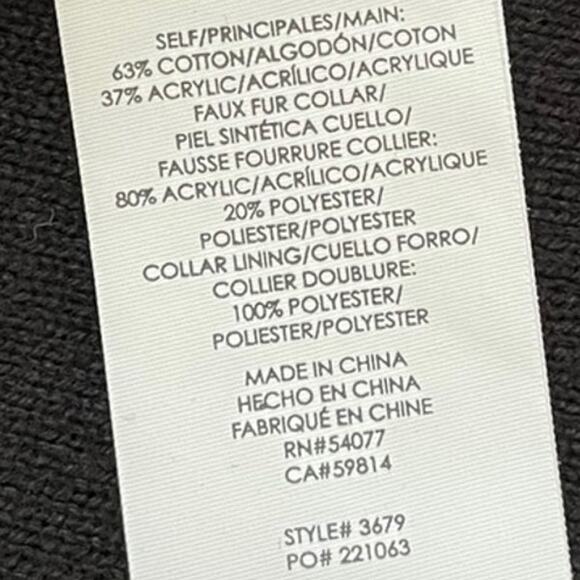 SELF/PRINCIPALES/MAIN:
63% COTTON/ALGODÓN/COTON
37% ACRYLIC/ACRÍLICO/ACRYLIQUE
FAUX FUR COLLAR/
PIEL SINTÉTICA CUELLO/
FAUSSE FOURRURE COLLIER:
80% ACRYLIC/ACRÍLICO/ACRYLIQUE
20% POLYESTER/
POLIESTER/POLYESTER
COLLAR LINING/CUELLO FORRO/
COLLIER DOUBLURE:
100% POLYESTER/
POLIESTER/POLYESTER
MADE IN CHINA
HECHO EN CHINA
FABRIQUÉ EN CHINE
RN#54077
CA#59814
STYLE# 3679
PO# 221063